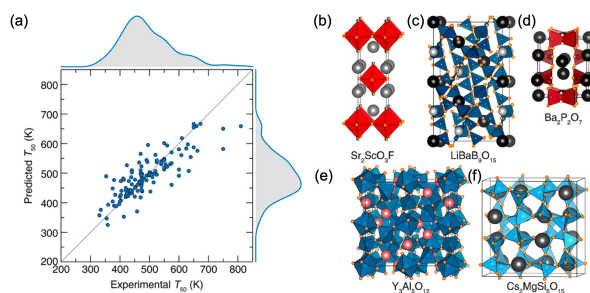 (a)
Predicted T50 (K)
800
700
600
500
400
300
200
200 300 400 500 600 700 800
Experimental T50 (K)
(b)
Sr2ScO3F
(c)
LiBaB9O15
(d)
Ba2P2O7
(e)
Y3Al5O12
(f)
Cs2MgSi5O15